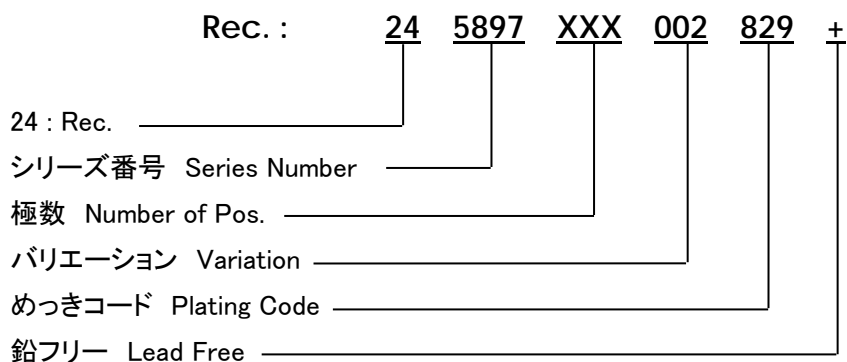 Rec. : 24 5897 XXX 002 829 +
24 : Rec.
シリーズ番号 Series Number
極数 Number of Pos.
バリエーション Variation
めっきコード Plating Code
鉛フリー Lead Free